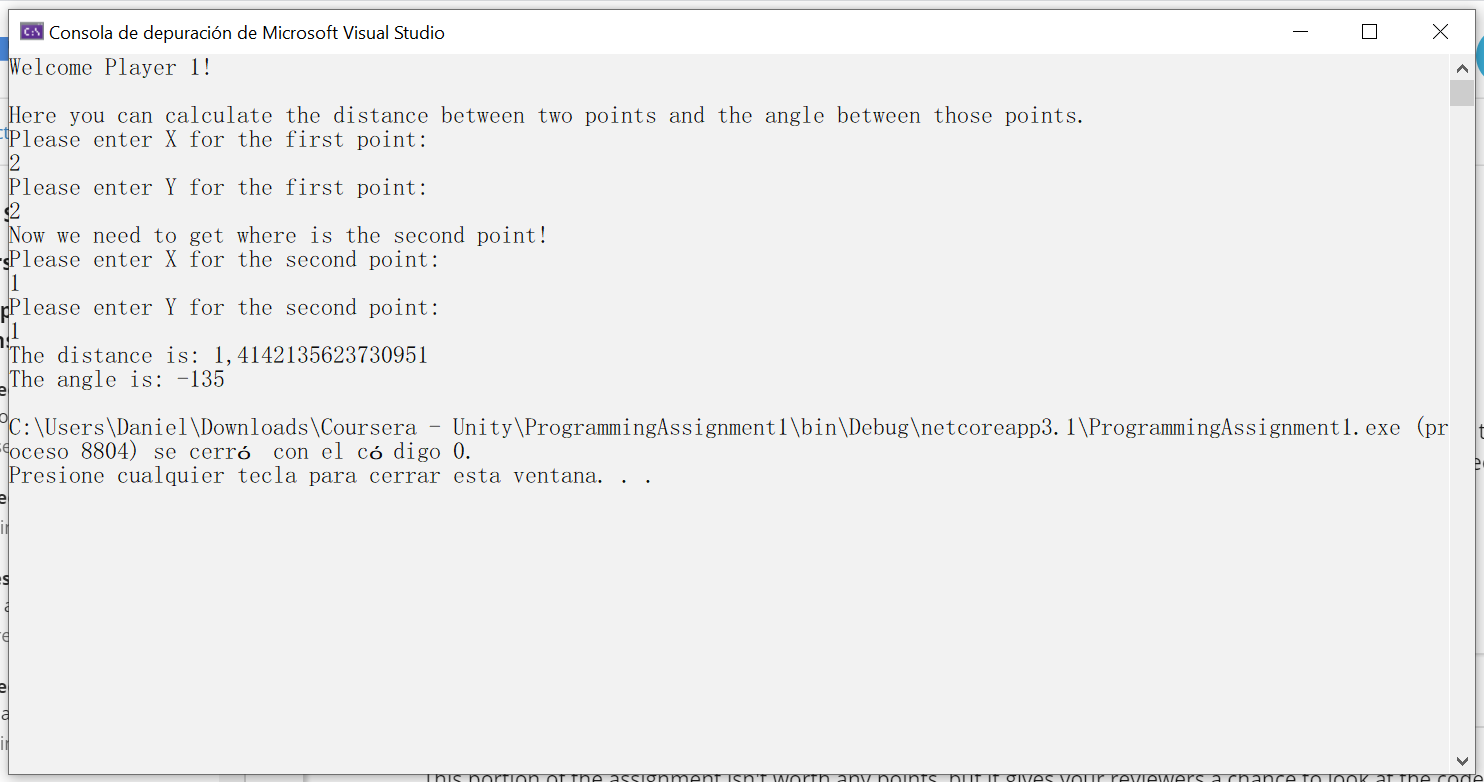 Consola de depuración de Microsoft Visual Studio
Welcome Player 1!
Here you can calculate the distance between two points and the angle between those points.
Please enter X for the first point:
2
Please enter Y for the first point:
2
Now we need to get where is the second point!
Please enter X for the second point:
1
Please enter Y for the second point:
1
The distance is: 1,4142135623730951
The angle is: -135
C:\Users\Daniel\Downloads\Coursera - Unity\ProgrammingAssignment1\bin\Debug\netcoreapp3.1\ProgrammingAssignment1.exe (pr
oceso 8804) se cerró con el código 0.
Presione cualquier tecla para cerrar esta ventana. . .
This portion of the assignment isn't worth any points, but it gives your reviewers a chance to look at the code